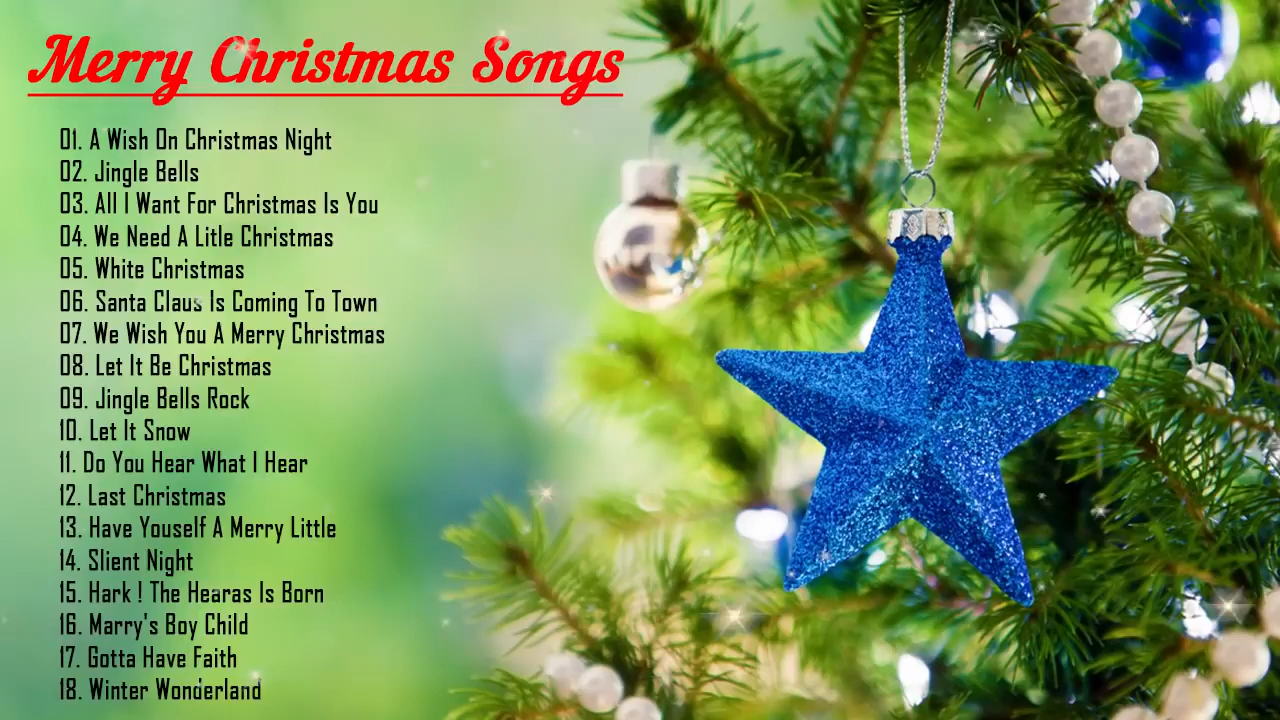 Merry Christmas Songs
01. A Wish On Christmas Night
02. Jingle Bells
03. All I Want For Christmas Is You
04. We Need A Litle Christmas
05. White Christmas
06. Santa Claus Is Coming To Town
07. We Wish You A Merry Christmas
08. Let It Be Christmas
09. Jingle Bells Rock
10. Let It Snow
11. Do You Hear What I Hear
12. Last Christmas
13. Have Youself A Merry Little
14. Slient Night
15. Hark ! The Hearas Is Born
16. Marry's Boy Child
17. Gotta Have Faith
18. Winter Wonderland